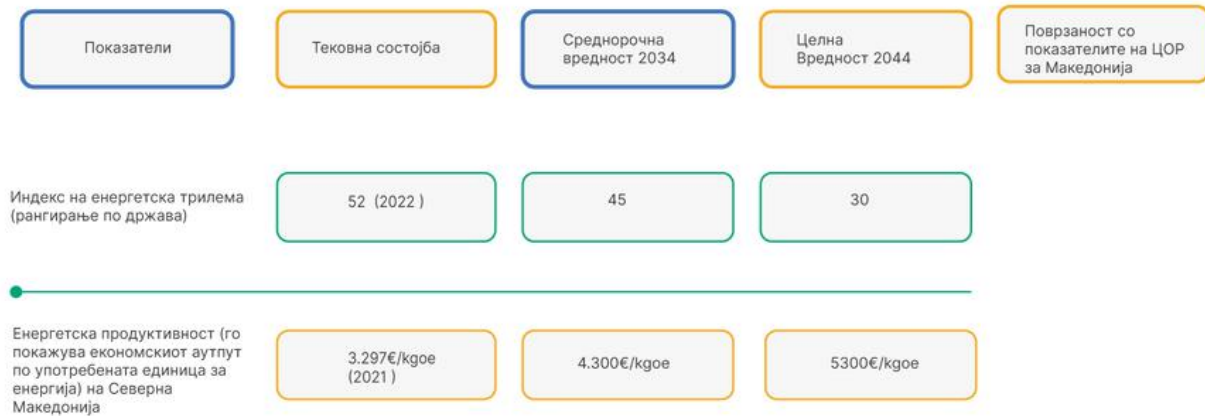 Показатели
Тековна состојба
Среднорочна
вредност 2034
Целна
Вредност 2044
Поврзаност со
показателите на ЦОР
за Македонија
Индекс на енергетска трилема
(рангирање по држава)
52 (2022 )
45
30
Енергетска продуктивност (го
покажува економскиот аутпут
по употребената единица за
енергија) на Северна
Македонија
3.297€/kgoe
(2021 )
4.300€/kgoe
5300€/kgoe